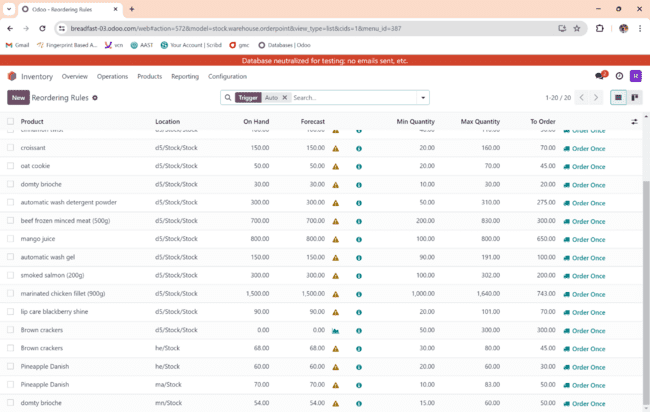 Odoo - Reordering Rules
breadfast-03.odoo.com/web#action=572&model=stock.warehouse.orderpoint&view_type=list&cids=1&menu_id=387
Gmail Fingerprint Based A... vcn AAST Your Account | Scribd gmc Databases | Odoo
Database neutralized for testing: no emails sent, etc.
Inventory Overview Operations Products Reporting Configuration 2 R
New Reordering Rules Trigger Auto Search... 1-20 / 20
Product Location On Hand Forecast Min Quantity Max Quantity To Order
cinnamon twist d5/Stock/Stock Order Once
croissant d5/Stock/Stock 150.00 150.00 20.00 160.00 70.00 Order Once
oat cookie d5/Stock/Stock 50.00 50.00 20.00 70.00 45.00 Order Once
domty brioche d5/Stock/Stock 30.00 30.00 10.00 30.00 20.00 Order Once
automatic wash detergent powder d5/Stock/Stock 300.00 300.00 50.00 310.00 275.00 Order Once
beef frozen minced meat (500g) d5/Stock/Stock 700.00 700.00 200.00 830.00 300.00 Order Once
mango juice d5/Stock/Stock 800.00 800.00 100.00 800.00 650.00 Order Once
automatic wash gel d5/Stock/Stock 150.00 150.00 90.00 191.00 100.00 Order Once
smoked salmon (200g) d5/Stock/Stock 300.00 300.00 100.00 302.00 200.00 Order Once
marinated chicken fillet (900g) d5/Stock/Stock 1,500.00 1,500.00 1,000.00 1,640.00 743.00 Order Once
lip care blackberry shine d5/Stock/Stock 90.00 90.00 20.00 101.00 70.00 Order Once
Brown crackers d5/Stock/Stock 0.00 0.00 50.00 300.00 300.00 Order Once
Brown crackers he/Stock 68.00 68.00 30.00 80.00 45.00 Order Once
Pineapple Danish he/Stock 60.00 60.00 20.00 60.00 30.00 Order Once
Pineapple Danish ma/Stock 70.00 70.00 10.00 83.00 50.00 Order Once
domty brioche mn/Stock 54.00 54.00 15.00 60.00 50.00 Order Once